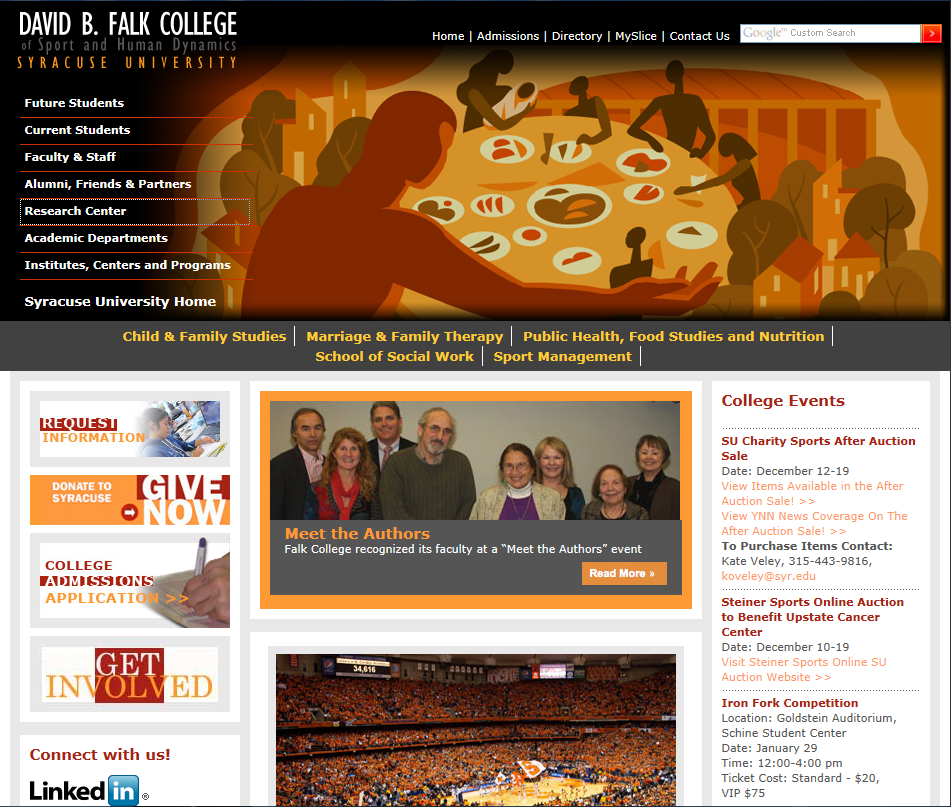 DAVID B. FALK COLLEGE
of Sport and Human Dynamics
SYRACUSE UNIVERSITY
Home | Admissions | Directory | MySlice | Contact Us
Google™ Custom Search
Future Students
Current Students
Faculty & Staff
Alumni, Friends & Partners
Research Center
Academic Departments
Institutes, Centers and Programs
Syracuse University Home
Child & Family Studies | Marriage & Family Therapy | Public Health, Food Studies and Nutrition |
School of Social Work | Sport Management |
REQUEST
INFORMATION
DONATE TO
SYRACUSE
GIVE
NOW
COLLEGE
ADMISSIONS
APPLICATION >>
GET
INVOLVED
Connect with us!
Linked in ®
Meet the Authors
Falk College recognized its faculty at a “Meet the Authors” event
Read More »
34,616
College Events
SU Charity Sports After Auction
Sale
Date: December 12-19
View Items Available in the After
Auction Sale! >>
View YNN News Coverage On The
After Auction Sale! >>
To Purchase Items Contact:
Kate Veley, 315-443-9816,
koveley@syr.edu
Steiner Sports Online Auction
to Benefit Upstate Cancer
Center
Date: December 10-19
Visit Steiner Sports Online SU
Auction Website >>
Iron Fork Competition
Location: Goldstein Auditorium,
Schine Student Center
Date: January 29
Time: 12:00-4:00 pm
Ticket Cost: Standard - $20,
VIP $75